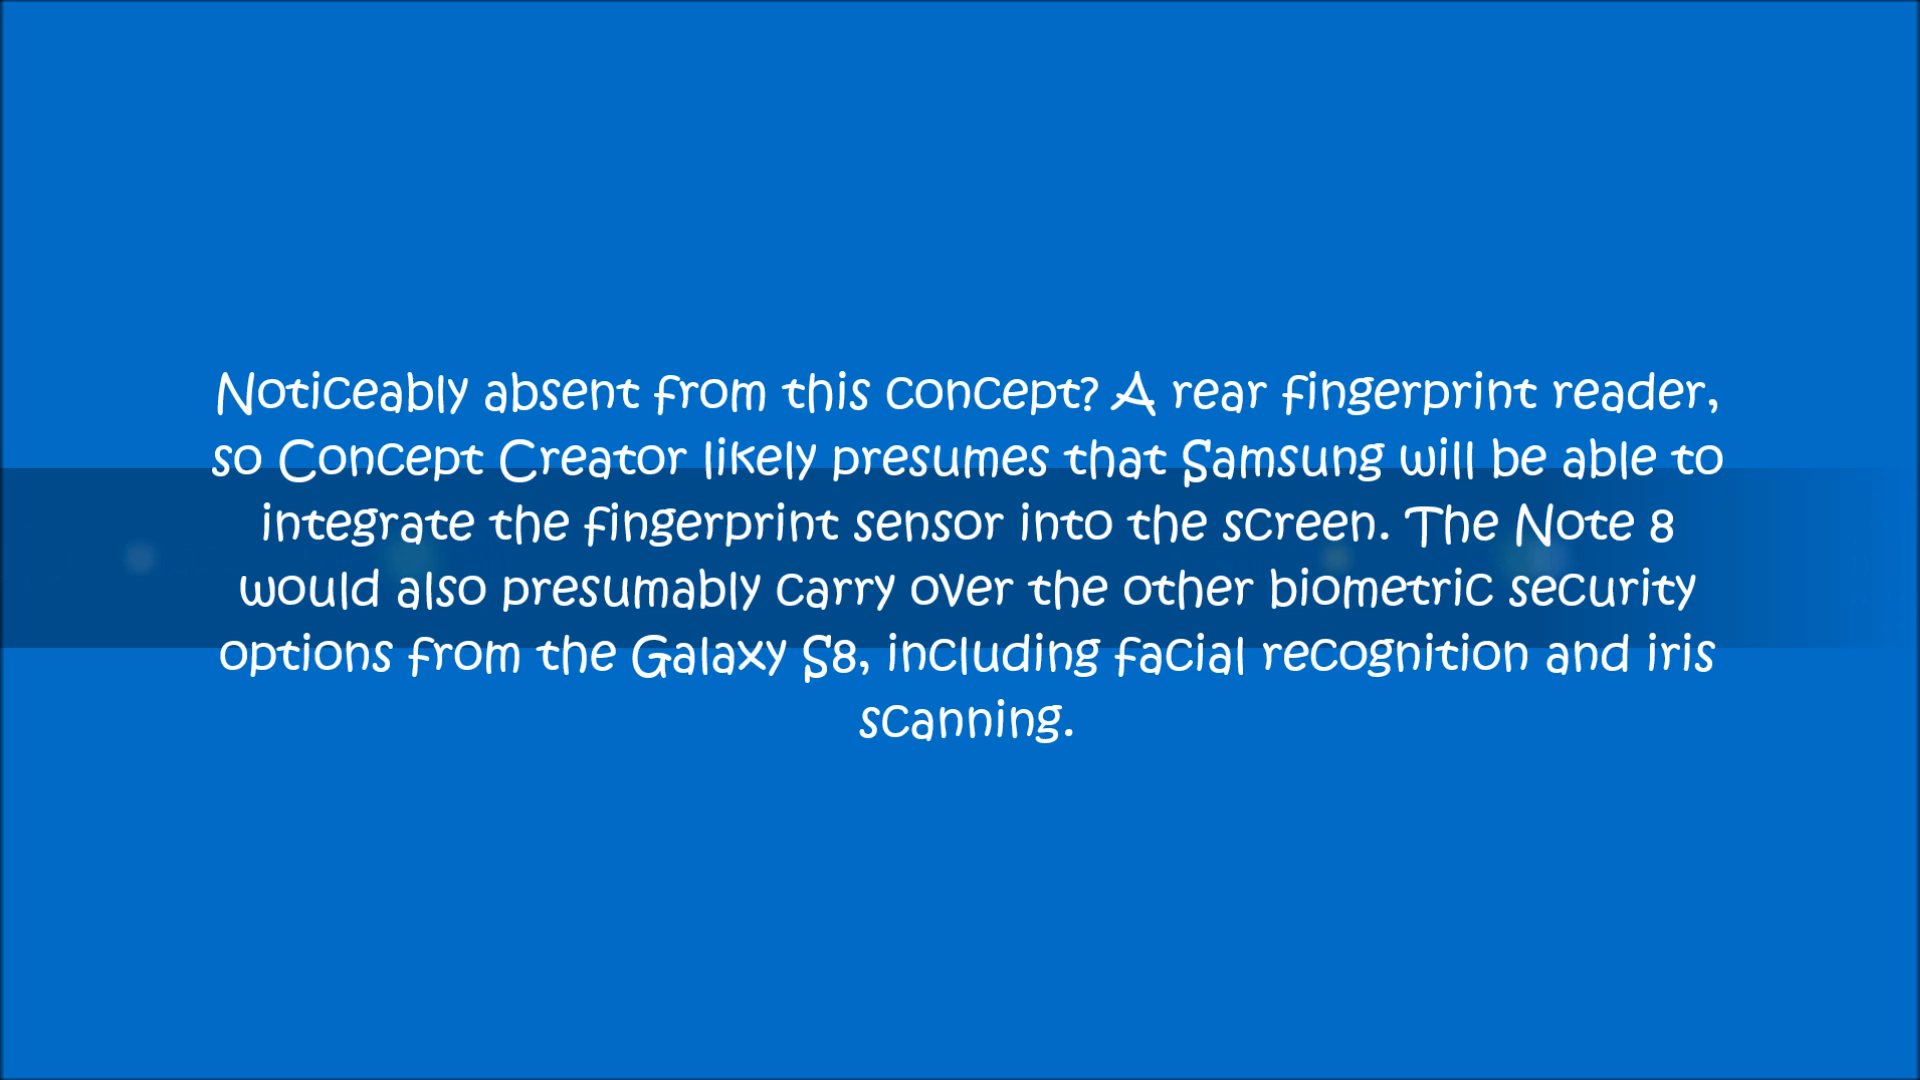 Noticeably absent from this concept? A rear fingerprint reader,
so Concept Creator likely presumes that Samsung will be able to
integrate the fingerprint sensor into the screen. The Note 8
would also presumably carry over the other biometric security
options from the Galaxy S8, including facial recognition and iris
scanning.